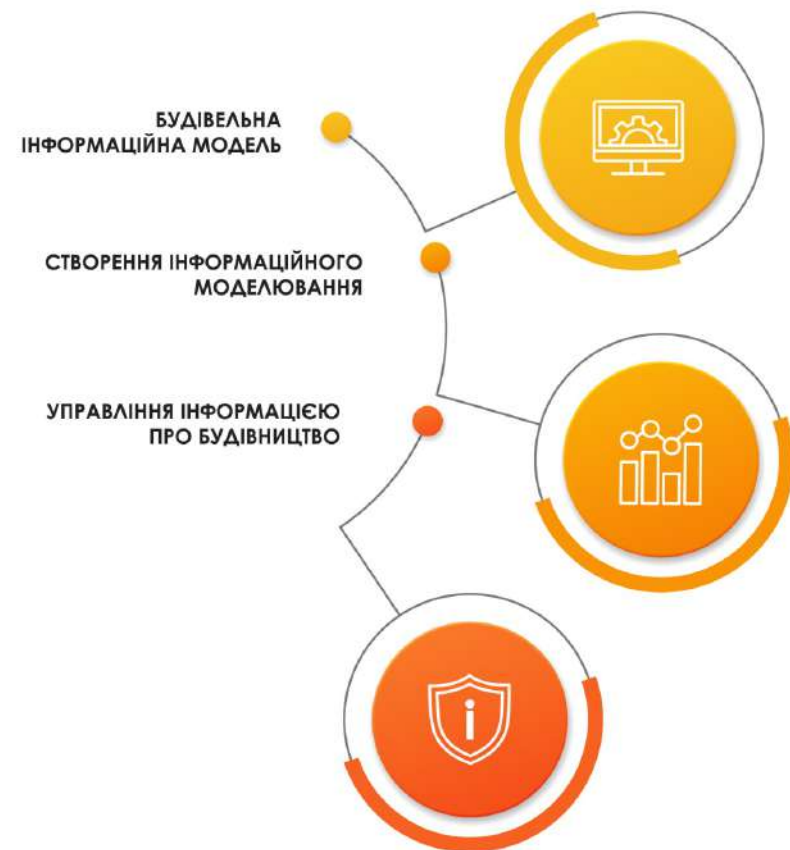 БУДІВЕЛЬНА
ІНФОРМАЦІЙНА МОДЕЛЬ
СТВОРЕННЯ ІНФОРМАЦІЙНОГО
МОДЕЛЮВАННЯ
УПРАВЛІННЯ ІНФОРМАЦІЄЮ
ПРО БУДІВНИЦТВО
i